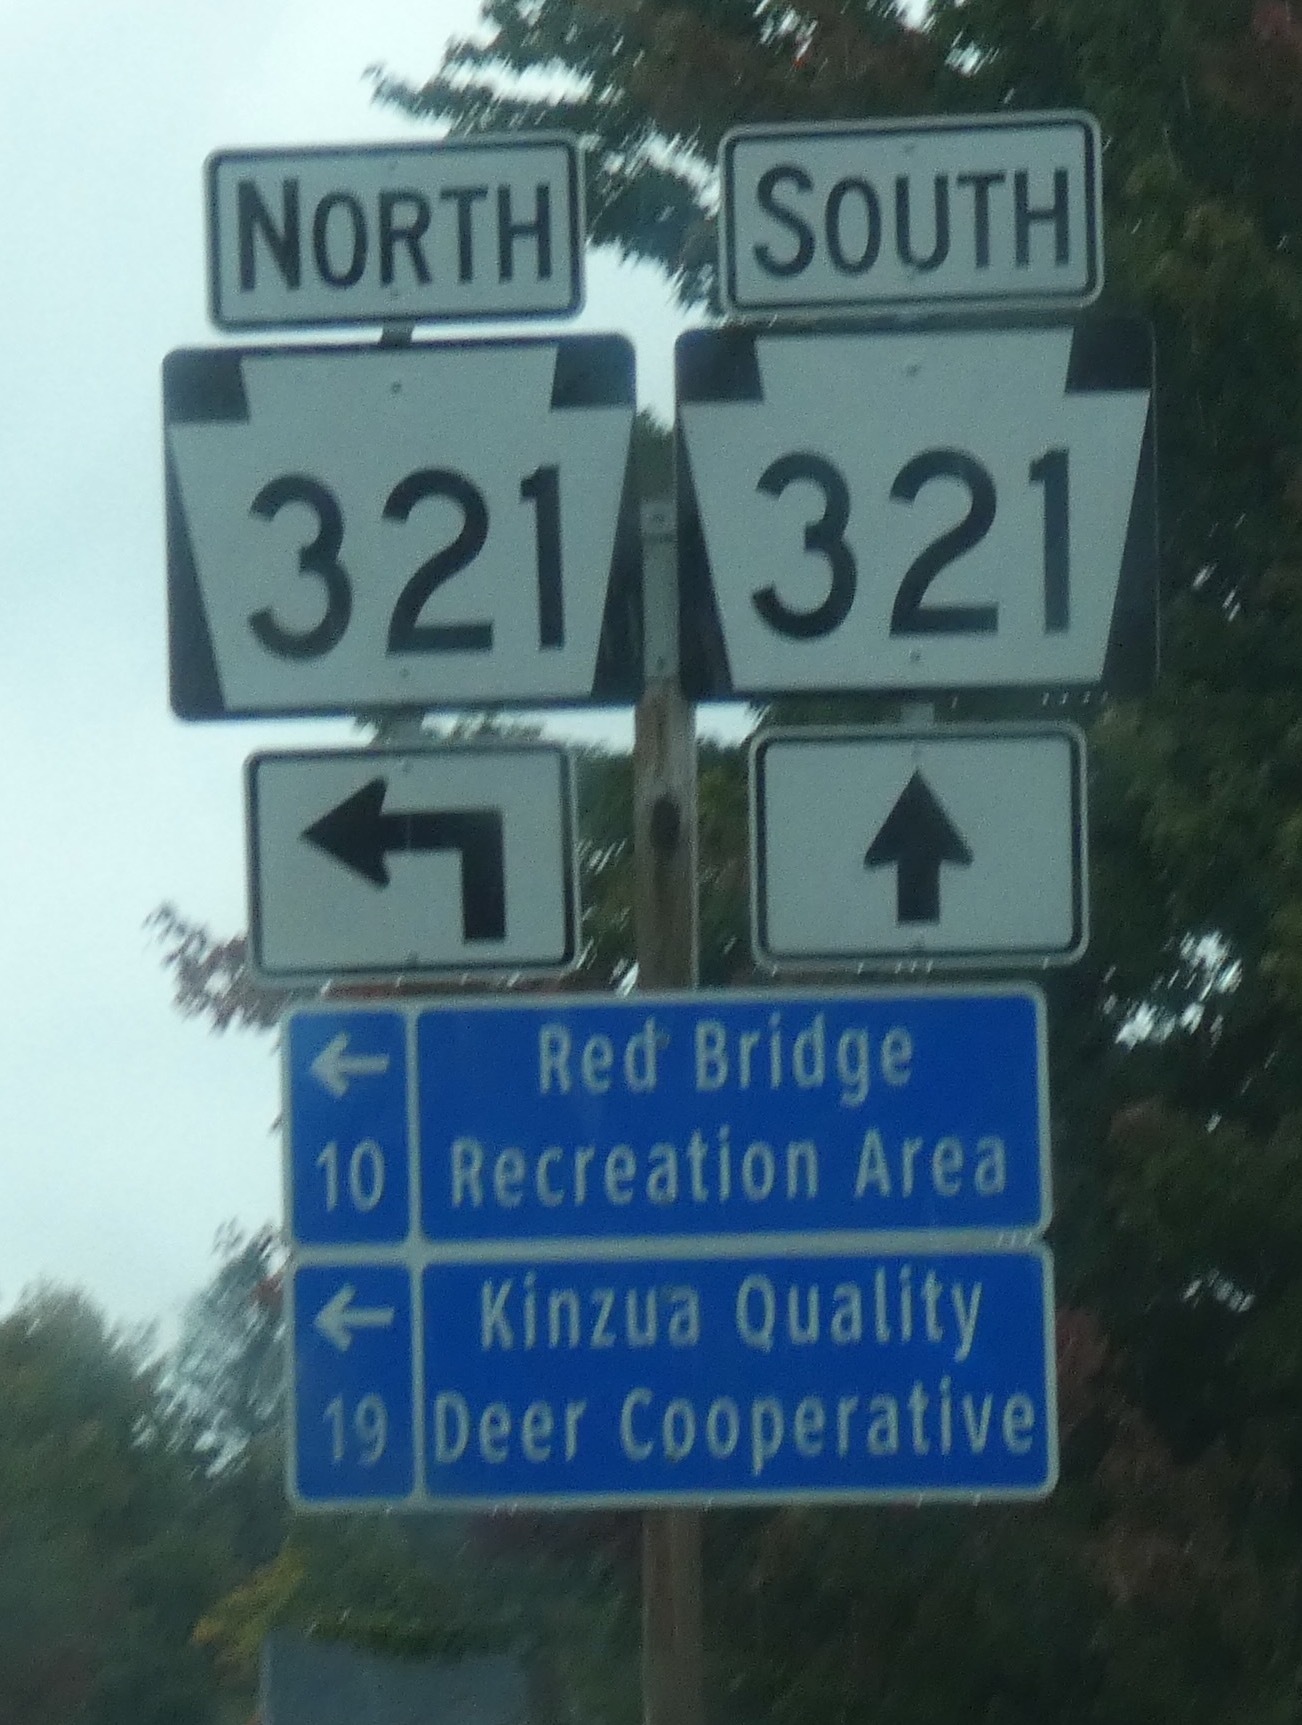 NORTH
SOUTH
321
321
Red Bridge
10 Recreation Area
Kinzua Quality
19 Deer Cooperative